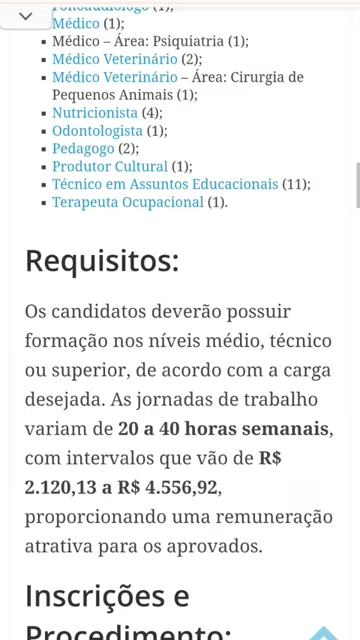 Fonoaudiólogo (1);
Médico (1);
Médico – Área: Psiquiatria (1);
Médico Veterinário (2);
Médico Veterinário – Área: Cirurgia de
Pequenos Animais (1);
Nutricionista (4);
Odontologista (1);
Pedagogo (2);
Produtor Cultural (1);
Técnico em Assuntos Educacionais (11);
Terapeuta Ocupacional (1).
Requisitos:
Os candidatos deverão possuir
formação nos níveis médio, técnico
ou superior, de acordo com a carga
desejada. As jornadas de trabalho
variam de 20 a 40 horas semanais,
com intervalos que vão de R$
2.120,13 a R$ 4.556,92,
proporcionando uma remuneração
atrativa para os aprovados.
Inscrições e
Procedimento: